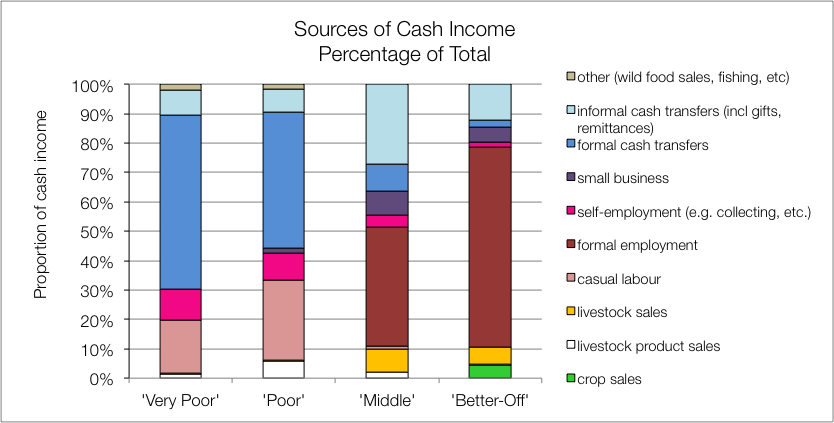 Sources of Cash Income
Percentage of Total
100%
90%
80%
70%
60%
50%
40%
30%
20%
10%
0%
Proportion of cash income
'Very Poor'
'Poor'
'Middle'
'Better-Off'
other (wild food sales, fishing, etc)
informal cash transfers (incl gifts,
remittances)
formal cash transfers
small business
self-employment (e.g. collecting, etc.)
formal employment
casual labour
livestock sales
livestock product sales
crop sales